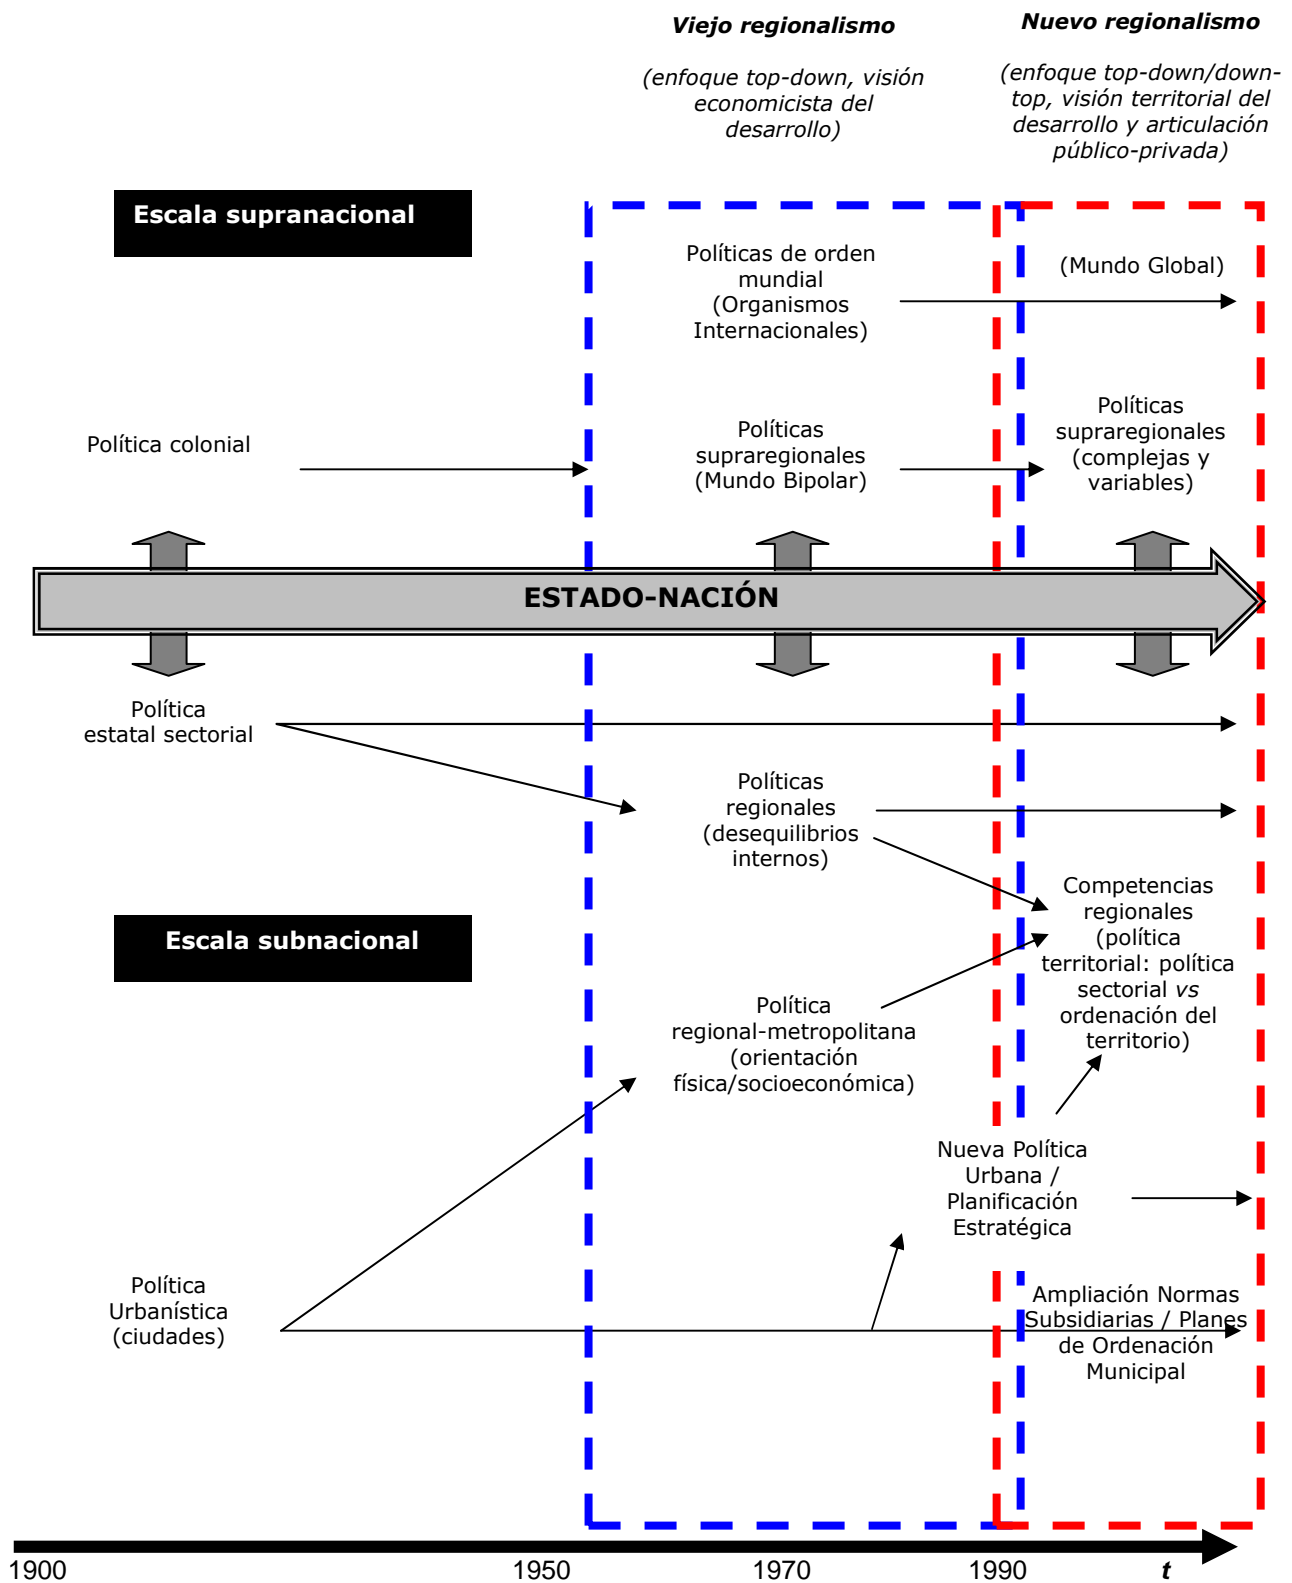 Viejo regionalismo
(enfoque top-down, visión
economicista del
desarrollo)
Nuevo regionalismo
(enfoque top-down/down-
top, visión territorial del
desarrollo y articulación
público-privada)
Escala supranacional
Políticas de orden
mundial
(Organismos
Internacionales)
(Mundo Global)
Política colonial
Políticas
supraregionales
(Mundo Bipolar)
Políticas
supraregionales
(complejas y
variables)
ESTADO-NACIÓN
Política
estatal sectorial
Políticas
regionales
(desequilibrios
internos)
Competencias
regionales
(política
territorial: política
sectorial vs
ordenación del
territorio)
Escala subnacional
Política
regional-metropolitana
(orientación
física/socioeconómica)
Nueva Política
Urbana /
Planificación
Estratégica
Política
Urbanística
(ciudades)
Ampliación Normas
Subsidiarias / Planes
de Ordenación
Municipal
1900
1950
1970
1990
t